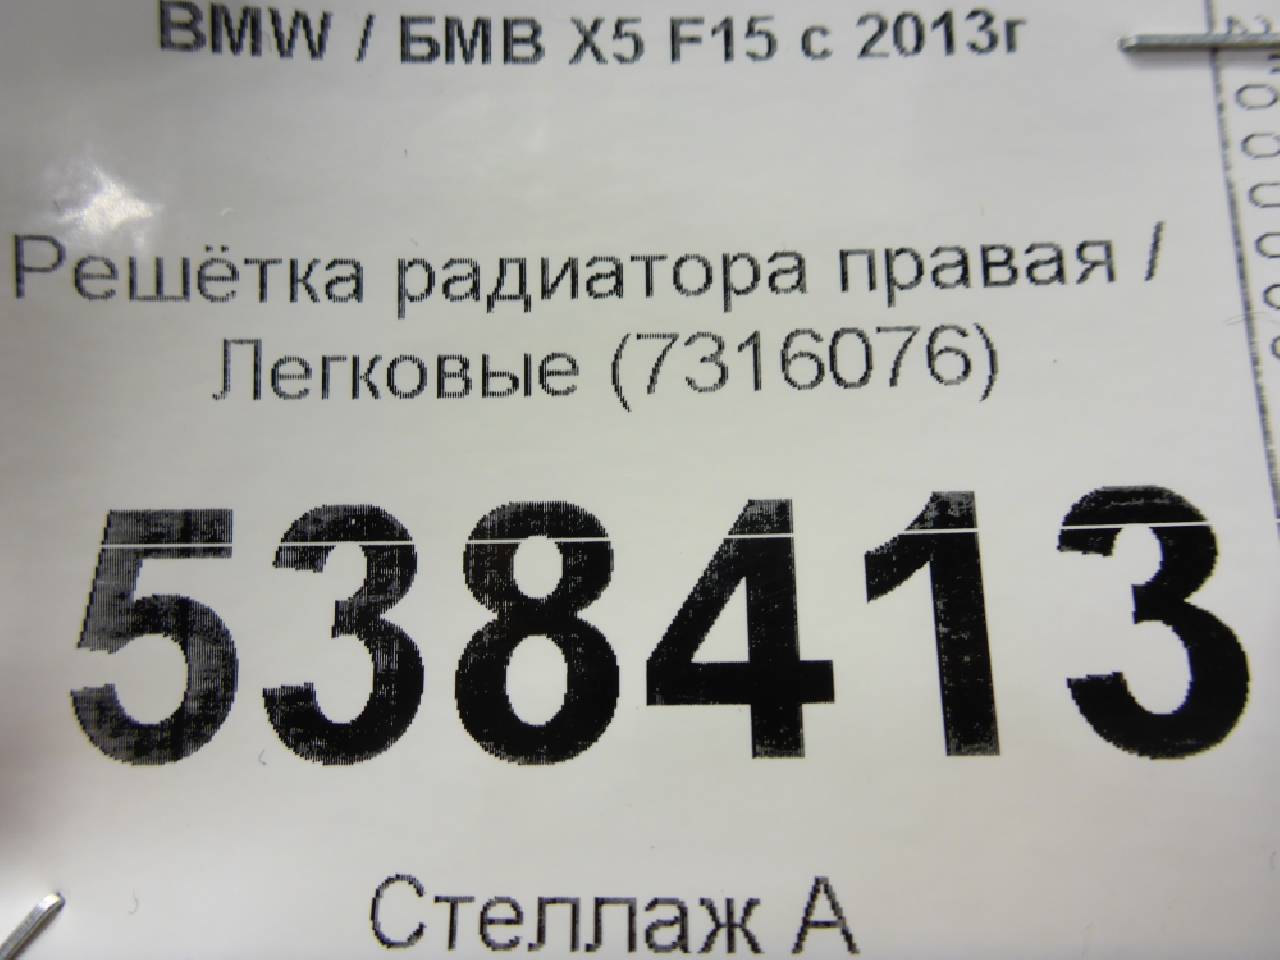 BMW / БМВ X5 F15 с 2013г
Решётка радиатора правая /
Легковые (7316076)
538413
Стеллаж А